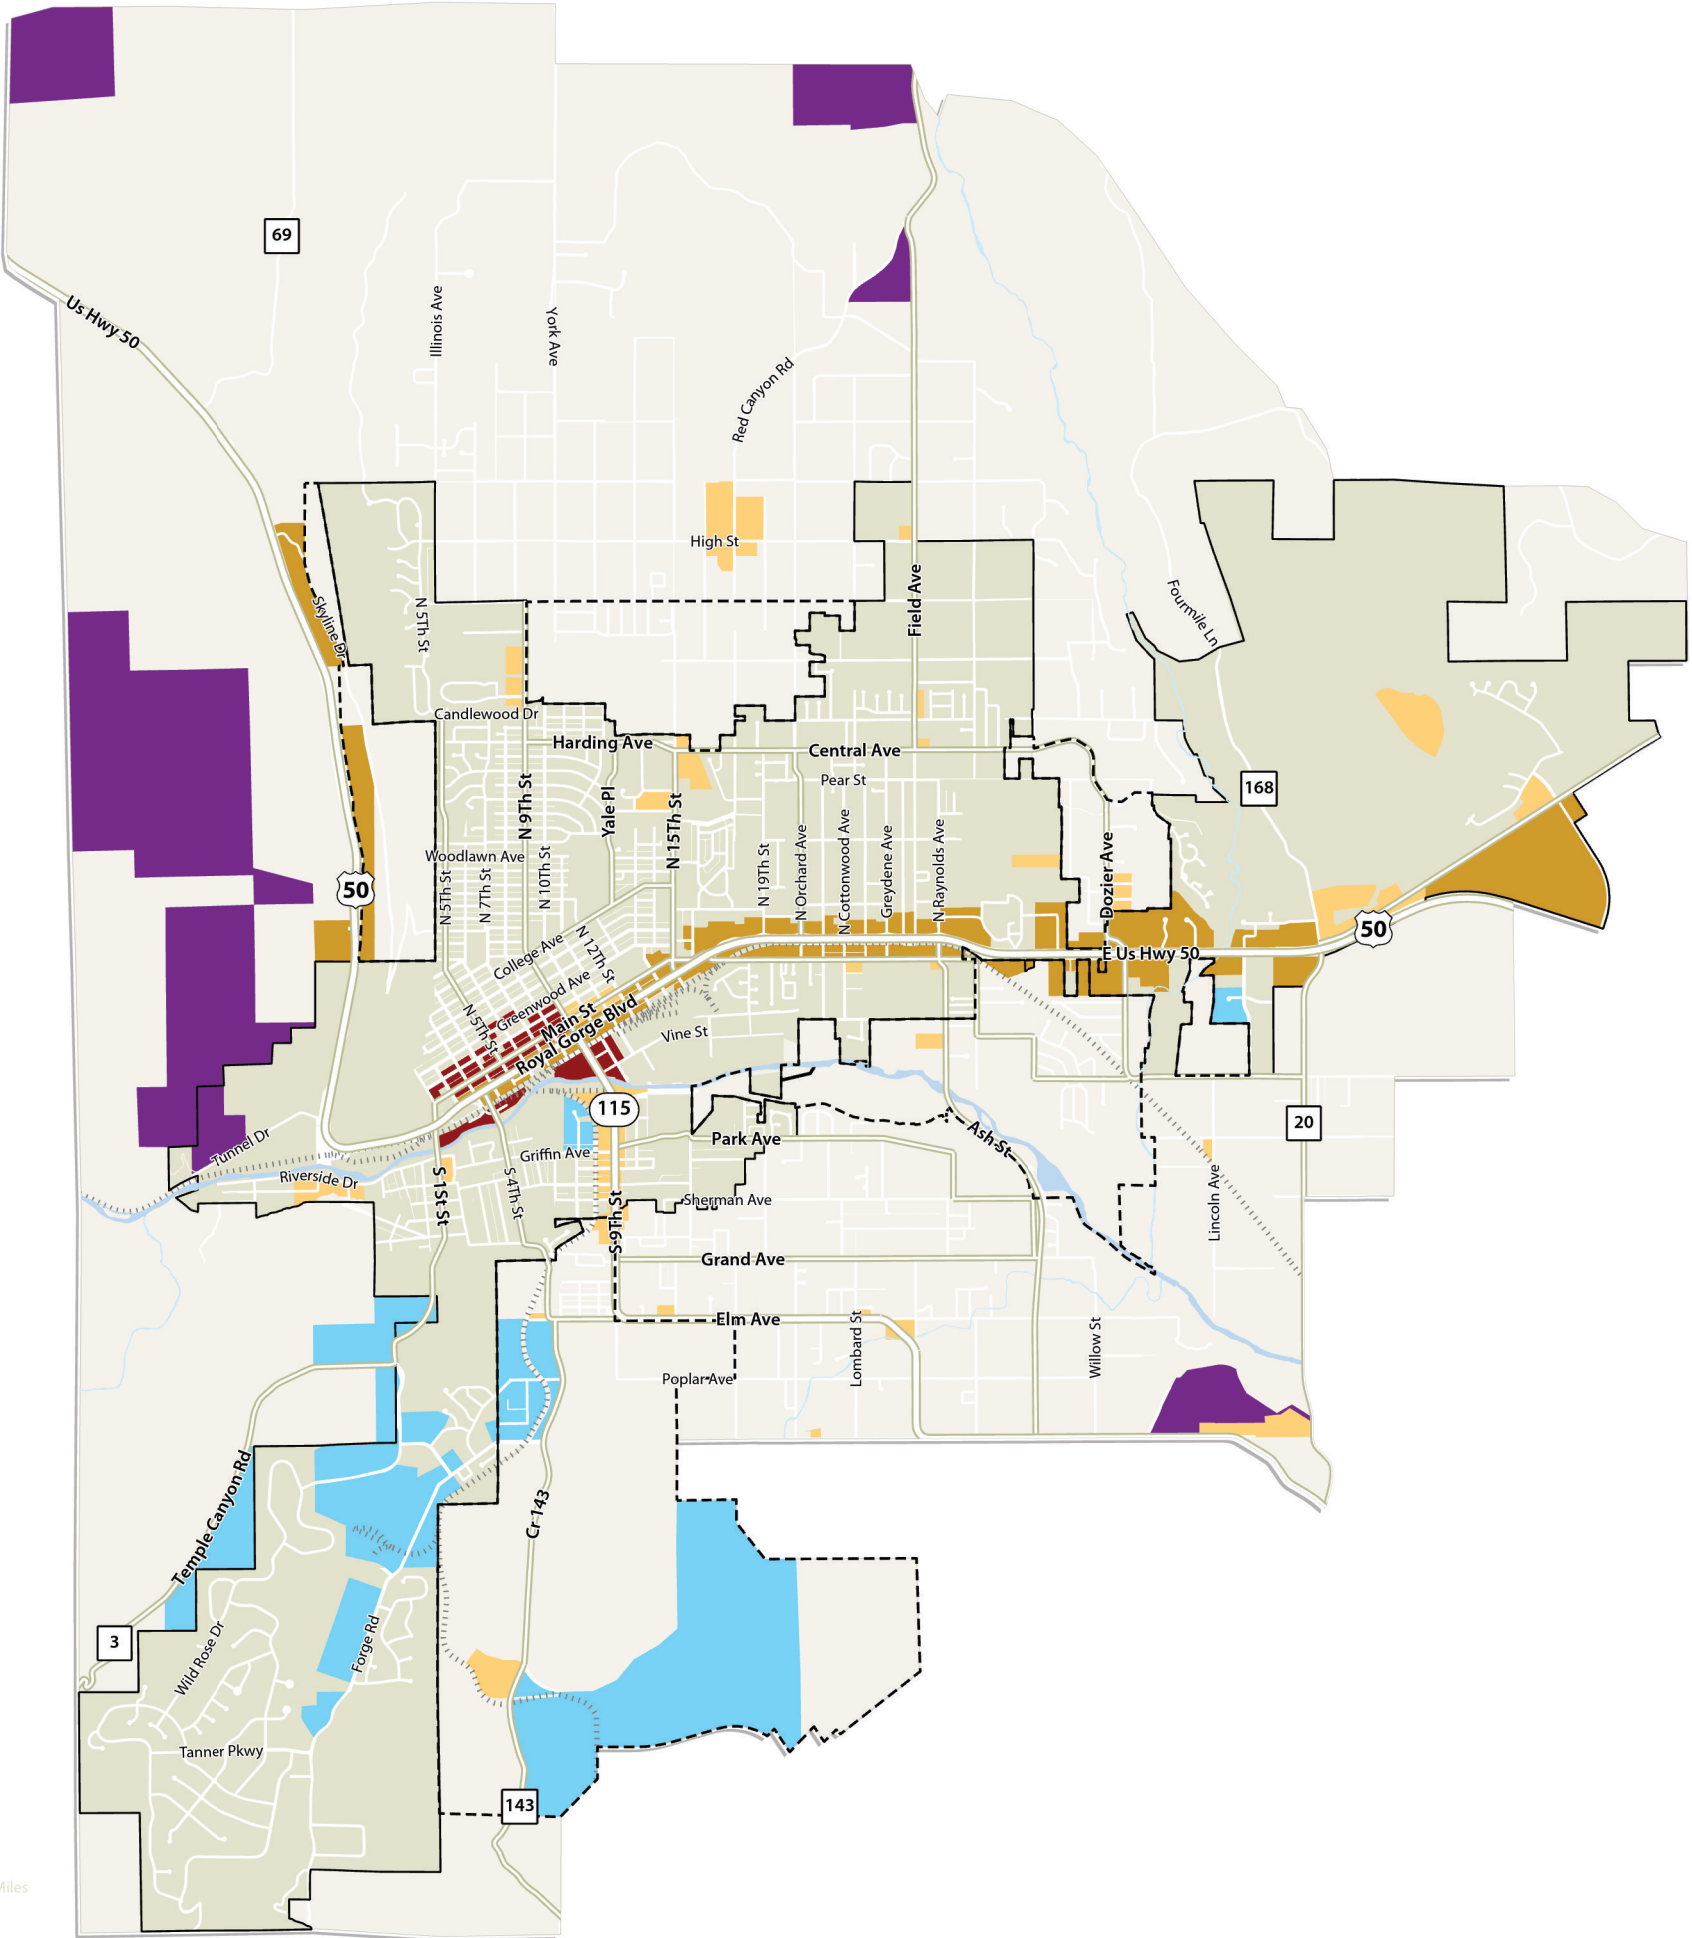 69
Us Hwy 50
Illinois Ave
York Ave
Red Canyon Rd
High St
Field Ave
Fourmile Ln
Skyline Dr
N 5Th St
Candlewood Dr
Harding Ave
Central Ave
Pear St
168
N 9Th St
Yale Pl
N 15Th St
Woodlawn Ave
50
N 5Th St
N 7Th St
N 10Th St
N 19Th St
N Orchard Ave
N Cottonwood Ave
Greydene Ave
N Raynolds Ave
Dozier Ave
50
E Us Hwy 50
College Ave
N 12Th St
Greenwood Ave
N 5Th St
Main St
Royal Gorge Blvd
Vine St
115
20
Park Ave
Ash St
Tunnel Dr
Griffin Ave
Riverside Dr
S 1St St
S 4Th St
Sherman Ave
S 9Th St
Lincoln Ave
Grand Ave
Elm Ave
Lombard St
Willow St
Poplar Ave
Temple Canyon Rd
Cr 143
3
Wild Rose Dr
Forge Rd
Tanner Pkwy
143
Miles